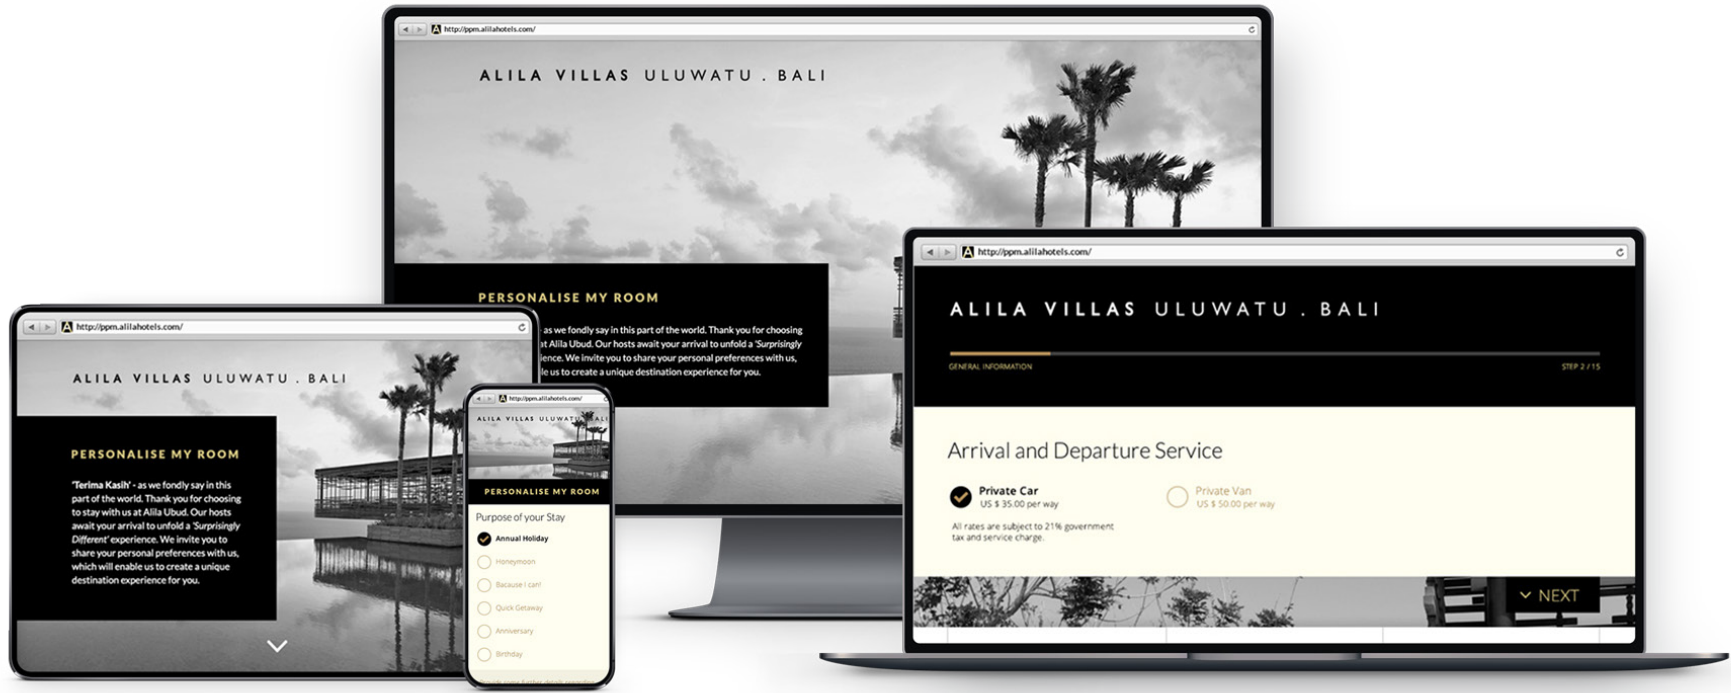 http://ppm.alilahotels.com/
ALILA VILLAS ULUWATU . BALI
PERSONALISE MY ROOM
as we fondly say in this part of the world. Thank you for choosing
at Alila Ubud. Our hosts await your arrival to unfold a 'Surprisingly
ience. We invite you to share your personal preferences with us,
le us to create a unique destination experience for you.
http://ppm.alilahotels.com/
ALILA VILLAS ULUWATU . BALI
GENERAL INFORMATION
STEP 2 / 15
Arrival and Departure Service
Private Car
US $ 35.00 per way
Private Van
US $ 50.00 per way
All rates are subject to 21% government
tax and service charge.
NEXT
http://ppm.alilahotels.com/
ALILA VILLAS ULUWATU . BALI
PERSONALISE MY ROOM
'Terima Kasih' - as we fondly say in this
part of the world. Thank you for choosing
to stay with us at Alila Ubud. Our hosts
await your arrival to unfold a 'Surprisingly
Different' experience. We invite you to
share your personal preferences with us,
which will enable us to create a unique
destination experience for you.
http://ppm.alilahotels.com/
ALILA VILLAS ULUWATU . BALI
PERSONALISE MY ROOM
Purpose of your Stay
Annual Holiday
Honeymoon
Bacause I can!
Quick Getaway
Anniversary
Birthday